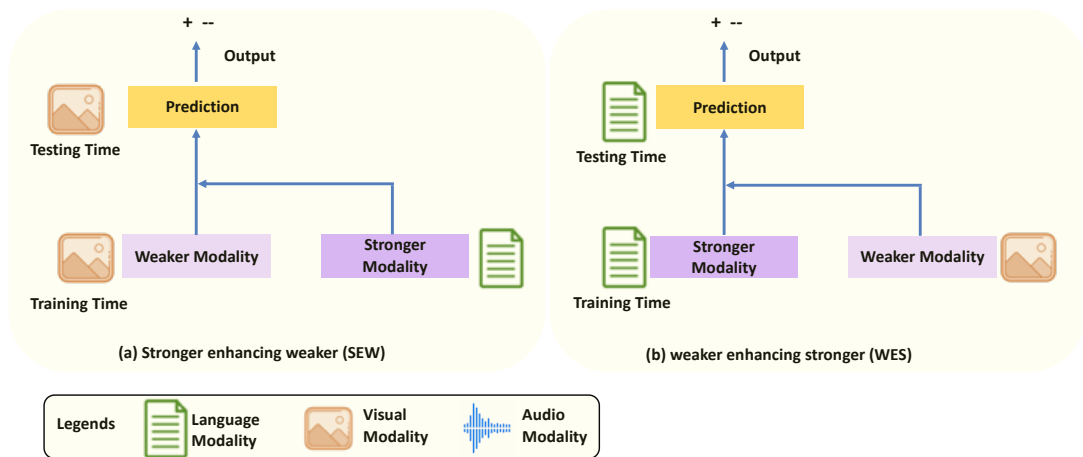 + --
Output
Prediction
Testing Time
Weaker Modality
Stronger
Modality
Training Time
(a) Stronger enhancing weaker (SEW)
+ --
Output
Prediction
Testing Time
Stronger
Modality
Weaker Modality
Training Time
(b) weaker enhancing stronger (WES)
Legends
Language
Modality
Visual
Modality
Audio
Modality